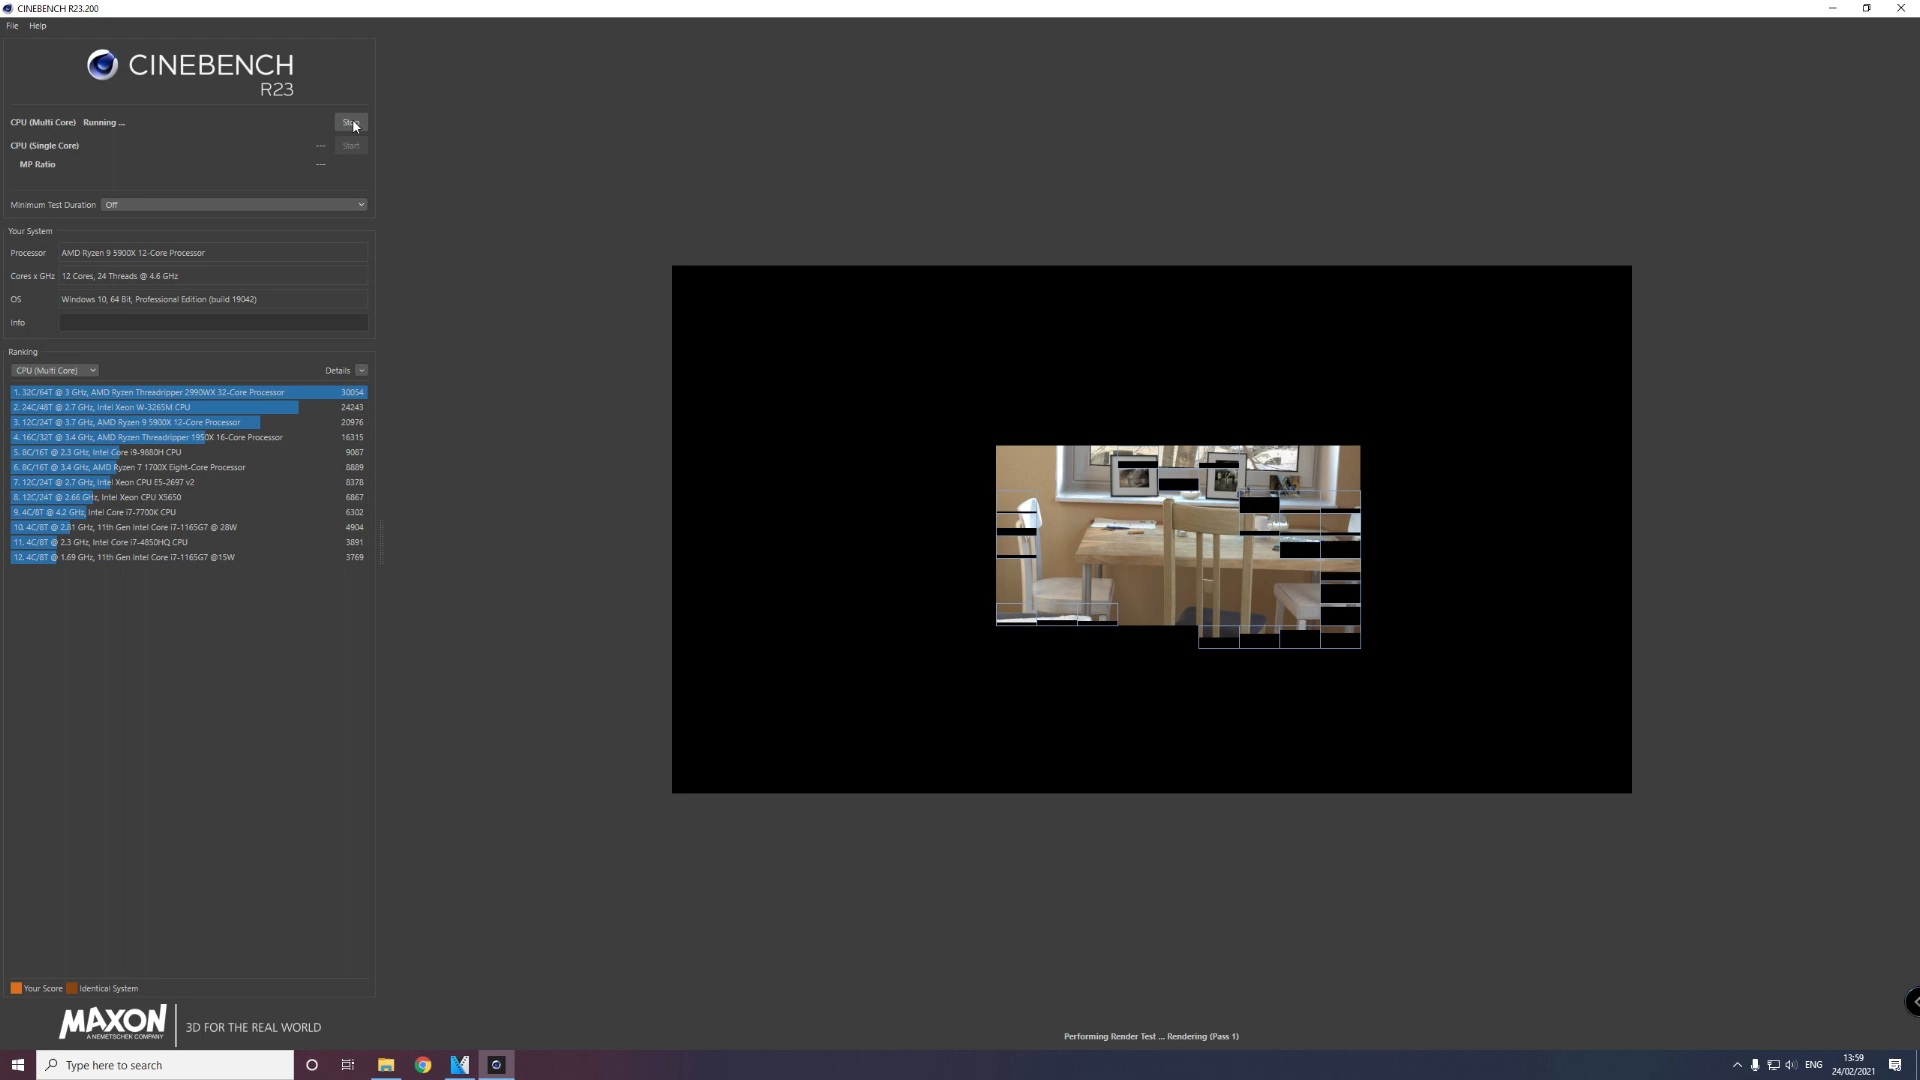 CINEBENCH R23.200
File Help
CINEBENCH
R23
CPU (Multi Core) Running ...
CPU (Single Core) --- Start
MP Ratio ---
Minimum Test Duration Off
Your System
Processor AMD Ryzen 9 5900X 12-Core Processor
Cores x GHz 12 Cores, 24 Threads @ 4.6 GHz
OS Windows 10, 64 Bit, Professional Edition (build 19042)
Info
Ranking
CPU (Multi Core) Details
1. 32C/64T @ 3 GHz, AMD Ryzen Threadripper 2990WX 32-Core Processor 30054
2. 24C/48T @ 2.7 GHz, Intel Xeon W-3265M CPU 24243
3. 12C/24T @ 3.7 GHz, AMD Ryzen 9 5900X 12-Core Processor 20976
4. 16C/32T @ 3.4 GHz, AMD Ryzen Threadripper 1950X 16-Core Processor 16315
5. 8C/16T @ 2.3 GHz, Intel Core i9-9880H CPU 9087
6. 8C/16T @ 3.4 GHz, AMD Ryzen 7 1700X Eight-Core Processor 8889
7. 12C/24T @ 2.7 GHz, Intel Xeon CPU E5-2697 v2 8378
8. 12C/24T @ 2.66 GHz, Intel Xeon CPU X5650 6867
9. 4C/8T @ 4.2 GHz, Intel Core i7-7700K CPU 6302
10. 4C/8T @ 2.81 GHz, 11th Gen Intel Core i7-1165G7 @ 28W 4904
11. 4C/8T @ 2.3 GHz, Intel Core i7-4850HQ CPU 3891
12. 4C/8T @ 1.69 GHz, 11th Gen Intel Core i7-1165G7 @15W 3769
Your Score Identical System
MAXON
A NEMETSCHEK COMPANY
3D FOR THE REAL WORLD
Performing Render Test ... Rendering (Pass 1)
Type here to search
ENG
13:59
24/02/2021